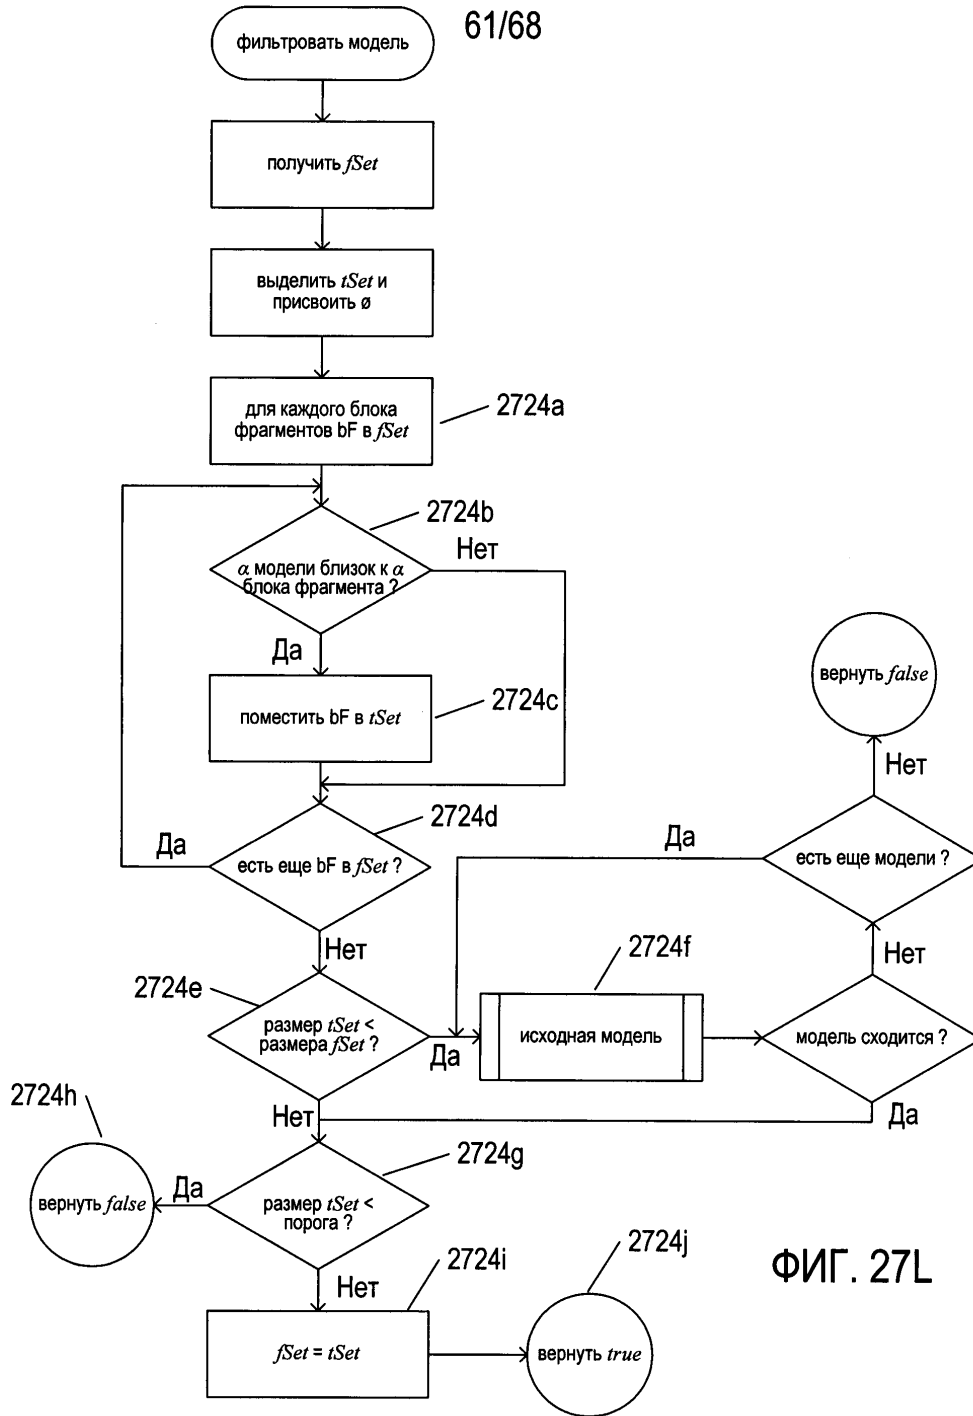 61/68
фильтровать модель
получить fSet
выделить tSet и
присвоить ø
для каждого блока
фрагментов bF в fSet
2724a
2724b
α модели близок к α
блока фрагмента ?
Нет
Да
поместить bF в tSet
2724c
вернуть false
Нет
2724d
есть еще bF в fSet ?
Да
Да
есть еще модели ?
Нет
Нет
2724e
размер tSet <
размера fSet ?
Да
2724f
исходная модель
модель сходится ?
Да
Нет
2724h
вернуть false
Да
2724g
размер tSet <
порога ?
Нет
2724i
fSet = tSet
2724j
вернуть true
ФИГ. 27L